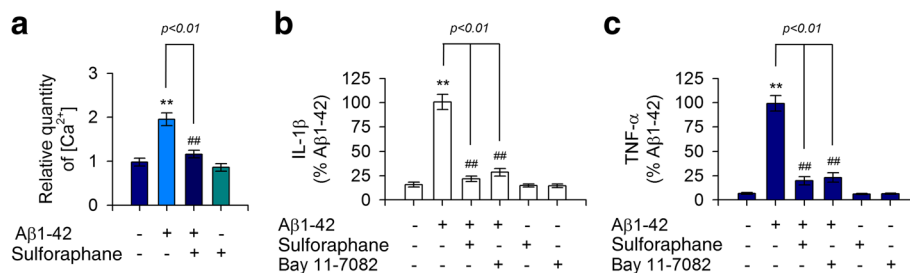 a
p<0.01
Relative quantity
of [Ca2+]
3
2
1
0
**
##
Aβ1-42 - + + -
Sulforaphane - - + +
b
p<0.01
IL-1β
(% Aβ1-42)
125
100
75
50
25
0
**
## ##
Aβ1-42 - + + + - -
Sulforaphane - - + - + -
Bay 11-7082 - - - + - +
c
p<0.01
TNF-α
(% Aβ1-42)
125
100
75
50
25
0
**
## ##
Aβ1-42 - + + + - -
Sulforaphane - - + - + -
Bay 11-7082 - - - + - +